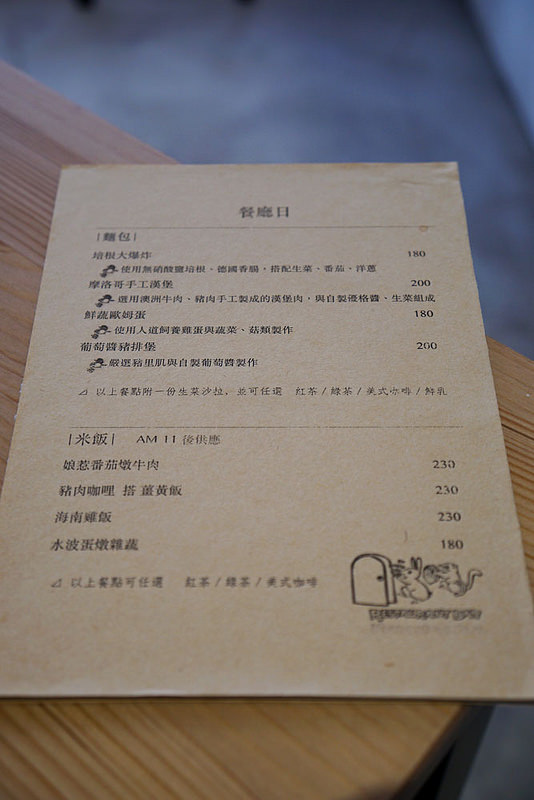 餐廳日
|麵包|
培根大爆炸 180
使用無硝酸鹽培根、德國香腸，搭配生菜、番茄、洋蔥
摩洛哥手工漢堡 200
選用澳洲牛肉、豬肉手工製成的漢堡肉，與自製優格醬、生菜組成
鮮蔬歐姆蛋 180
使用人道飼養雞蛋與蔬菜、菇類製作
葡萄醬豬排堡 200
嚴選豬里肌與自製葡萄醬製作
以上餐點附一份生菜沙拉，並可任選 紅茶/綠茶/美式咖啡/鮮乳
|米飯| AM 11 後供應
娘惹番茄燉牛肉 230
豬肉咖哩 搭 薑黃飯 230
海南雞飯 230
水波蛋燉雜蔬 180
以上餐點可任選 紅茶/綠茶/美式咖啡
RESTAURANT DAY